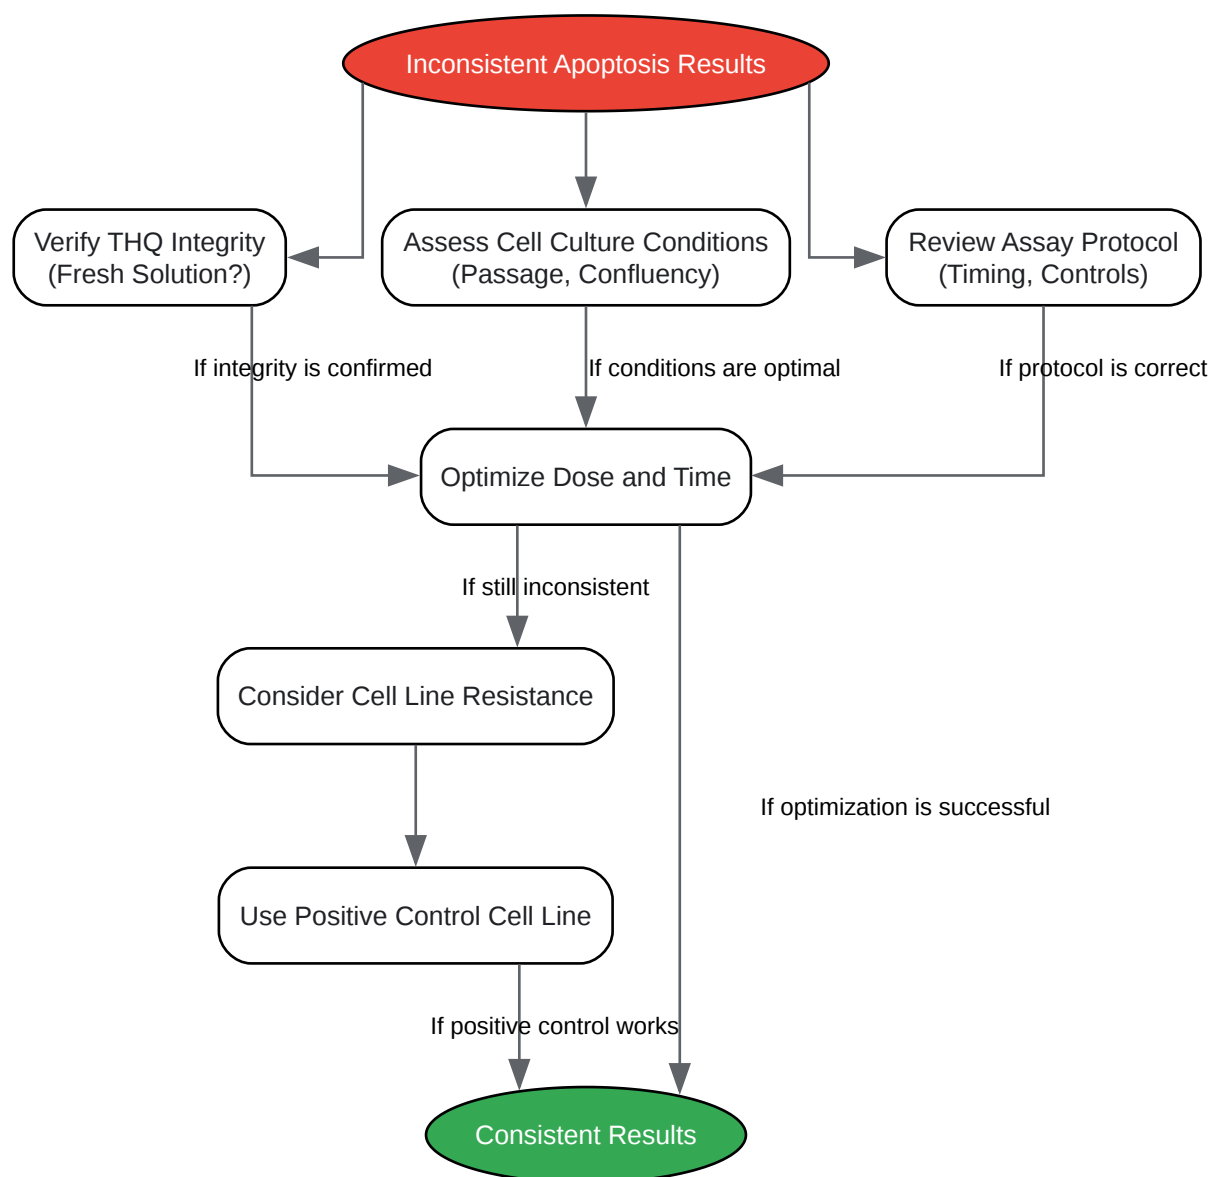 Inconsistent Apoptosis Results
Verify THQ Integrity
(Fresh Solution?)
Assess Cell Culture Conditions
(Passage, Confluency)
Review Assay Protocol
(Timing, Controls)
If integrity is confirmed
If conditions are optimal
If protocol is correct
Optimize Dose and Time
If still inconsistent
Consider Cell Line Resistance
If optimization is successful
Use Positive Control Cell Line
If positive control works
Consistent Results